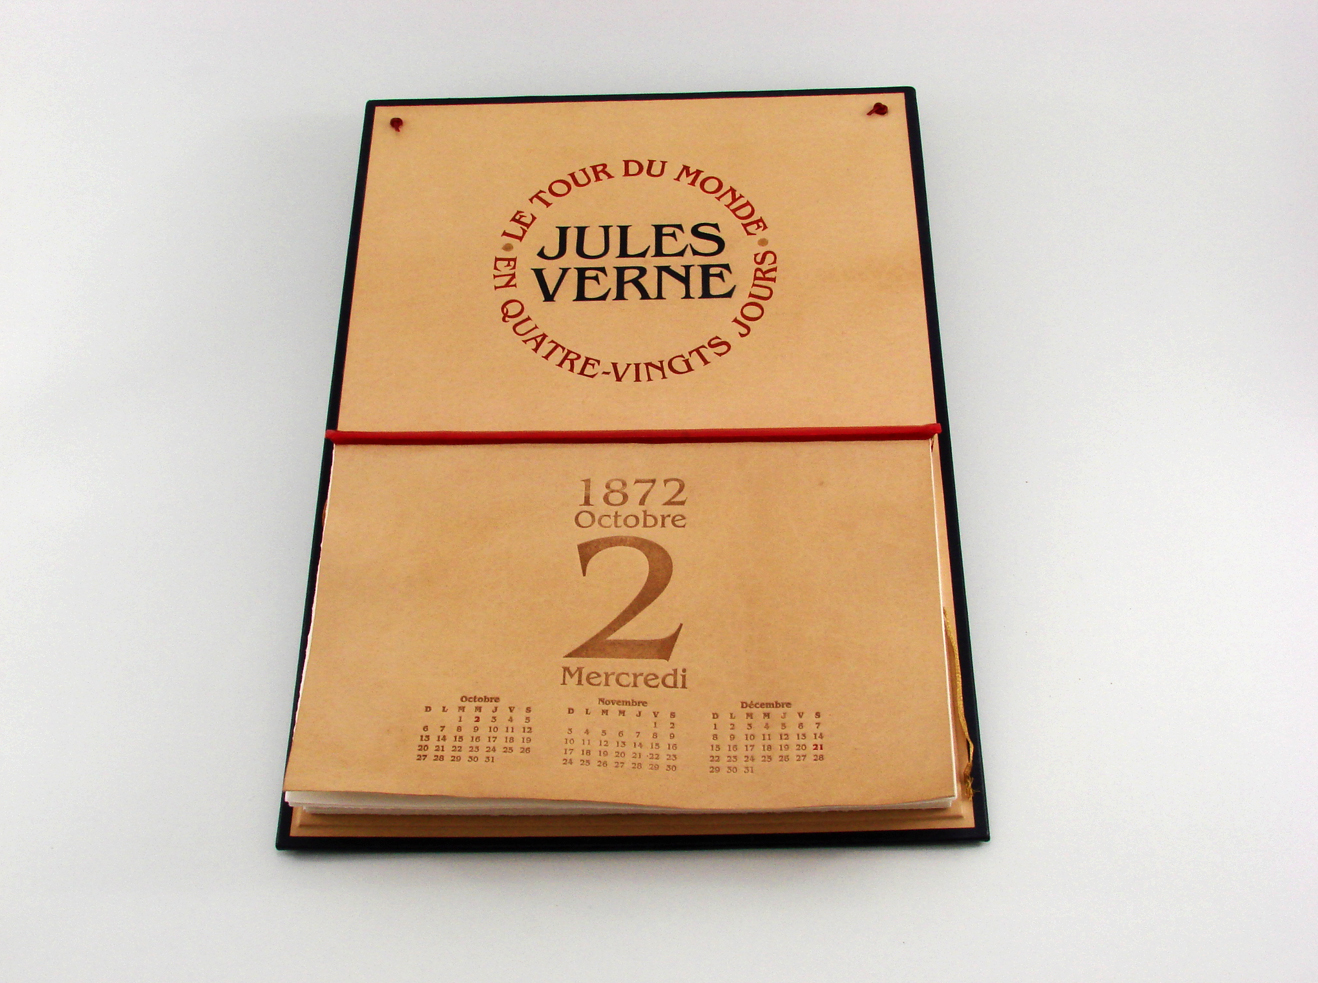 LE TOUR DU MONDE
JULES
VERNE
EN QUATRE-VINGTS JOURS
1872
Octobre
2
Mercredi
Octobre
D L M M J V S
1 2 3 4 5
6 7 8 9 10 11 12
13 14 15 16 17 18 19
20 21 22 23 24 25 26
27 28 29 30 31
Novembre
D L M M J V S
1 2
3 4 5 6 7 8 9
10 11 12 13 14 15 16
17 18 19 20 21 22 23
24 25 26 27 28 29 30
Décembre
D L M M J V S
1 2 3 4 5 6 7
8 9 10 11 12 13 14
15 16 17 18 19 20 21
22 23 24 25 26 27 28
29 30 31